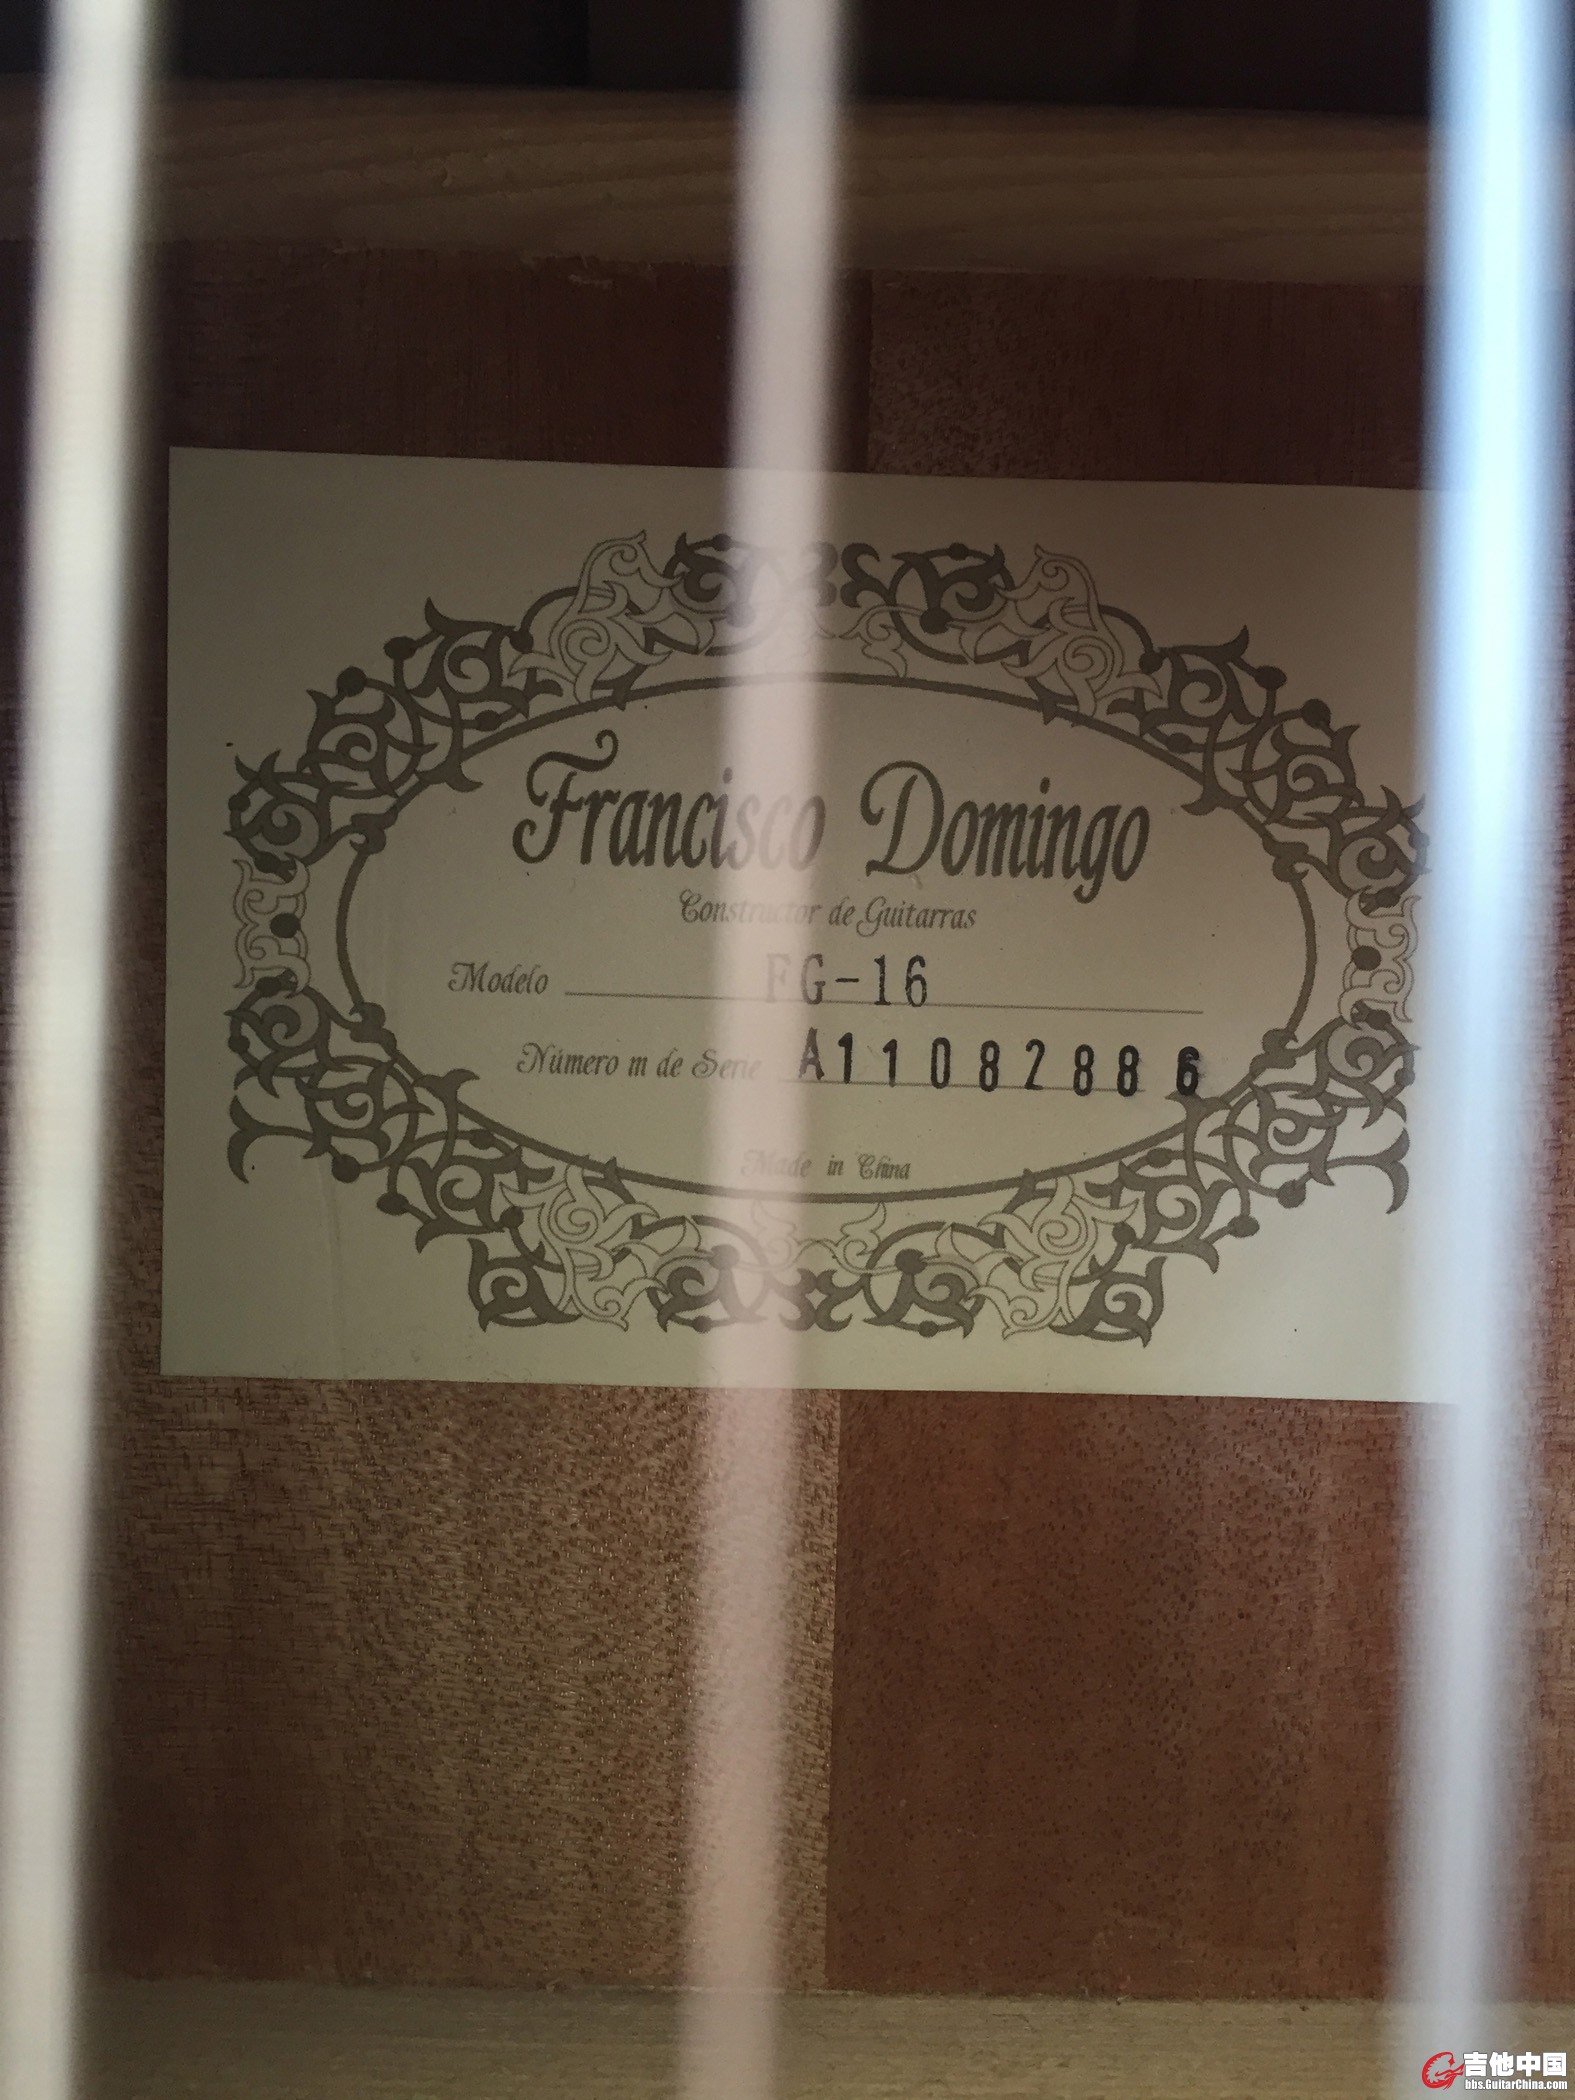 Francisco Domingo
Constructor de Guitarras
Modelo FG-16
Número m de Serie A11082886
Made in China
吉他中国
bbs.GuitarChina.com